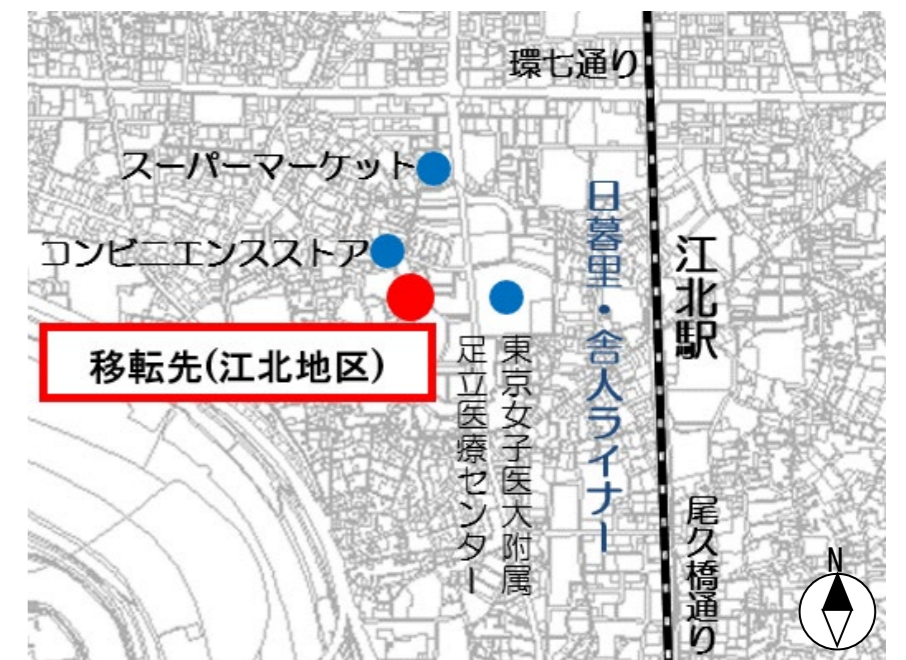 環七通り
スーパーマーケット
コンビニエンスストア
移転先(江北地区)
東京女子医大附属
足立医療センター
日暮里・舎人ライナー
江北駅
尾久橋通り
N